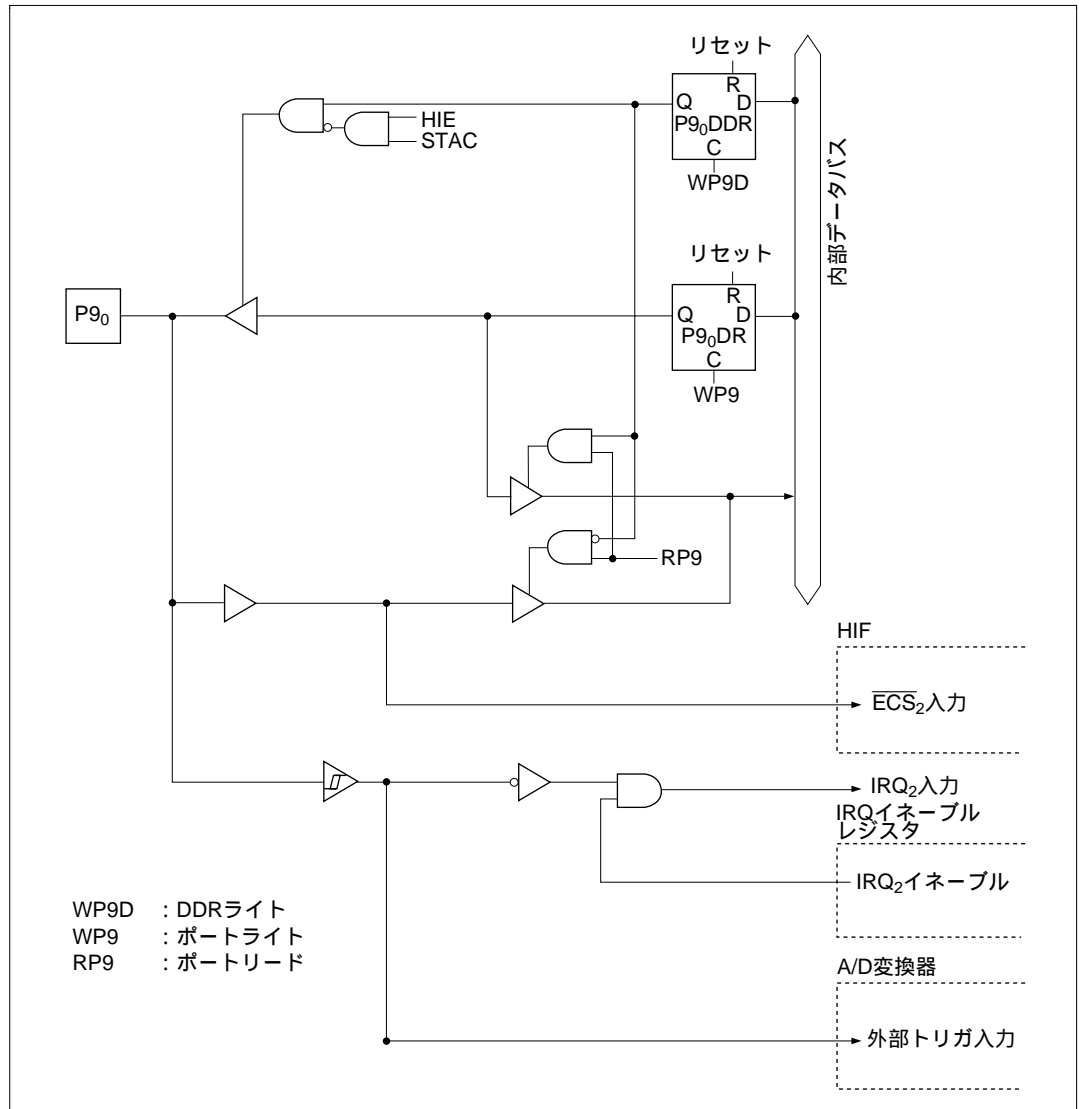 リセット
R
Q D
P9₀DDR
C
WP9D
HIE
STAC
内部データバス
リセット
R
Q D
P9₀DR
C
WP9
P9₀
RP9
HIF
E̅C̅S̅₂入力
IRQ₂入力
IRQイネーブル
レジスタ
IRQ₂イネーブル
WP9D :DDRライト
WP9 :ポートライト
RP9 :ポートリード
A/D変換器
外部トリガ入力